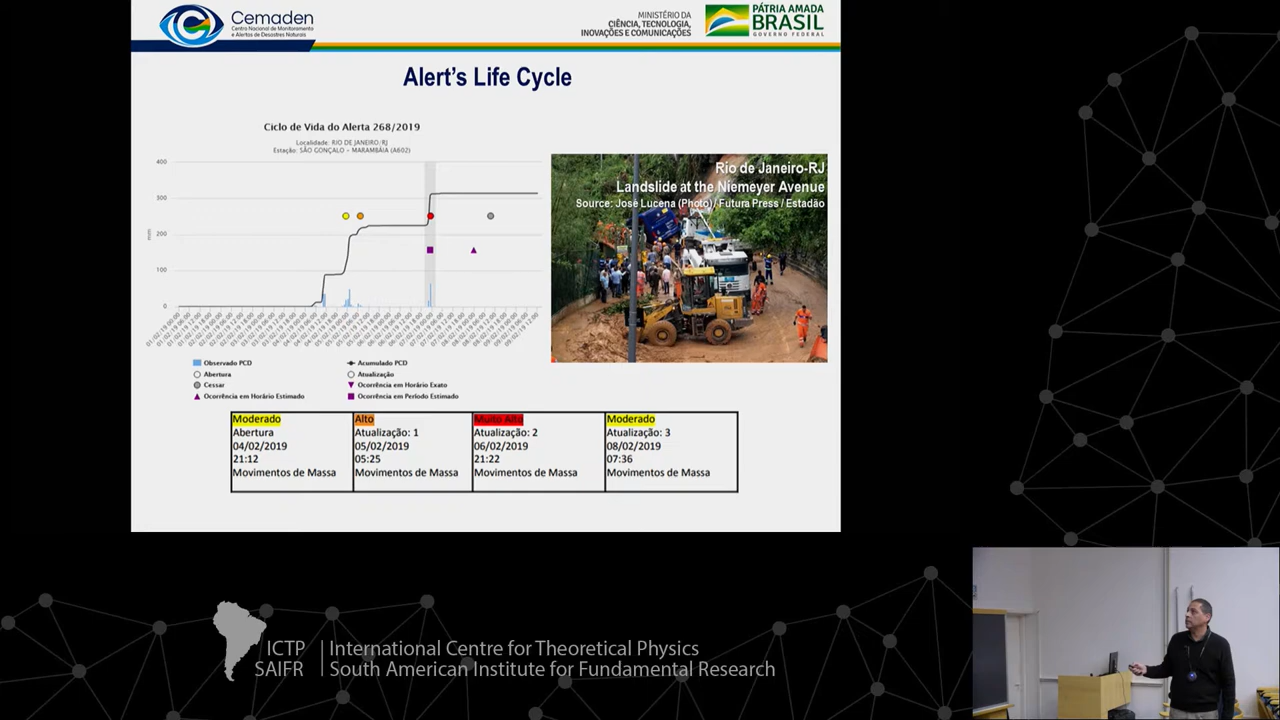 Cemaden
Centro Nacional de Monitoramento
e Alertas de Desastres Naturais
MINISTÉRIO DA
CIÊNCIA, TECNOLOGIA,
INOVAÇÕES E COMUNICAÇÕES
PÁTRIA AMADA
BRASIL
GOVERNO FEDERAL
Alert's Life Cycle
Ciclo de Vida do Alerta 268/2019
Localidade: RIO DE JANEIRO/RJ
Estação: SÃO GONÇALO - MARAMBÁIA (A602)
400
300
200
100
0
mm
Rio de Janeiro-RJ
Landslide at the Niemeyer Avenue
Source: José Lucena (Photo)/ Futura Press / Estadão
Observado PCD
Acumulado PCD
Abertura
Atualização
Cessar
Ocorrência em Horário Exato
Ocorrência em Horário Estimado
Ocorrência em Período Estimado
Moderado
Abertura
04/02/2019
21:12
Movimentos de Massa
Alto
Atualização: 1
05/02/2019
05:25
Movimentos de Massa
Muito Alto
Atualização: 2
06/02/2019
21:22
Movimentos de Massa
Moderado
Atualização: 3
08/02/2019
07:36
Movimentos de Massa
ICTP
SAIFR
International Centre for Theoretical Physics
South American Institute for Fundamental Research